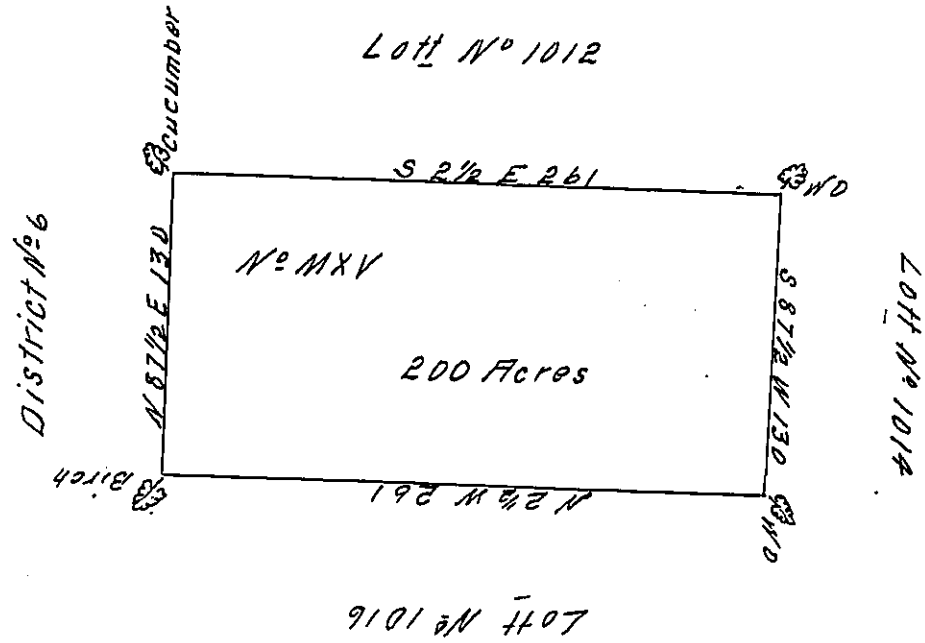 Lott Nº 1012
Cucumber
S 2½ E 261
WO
District Nº 6
N 87½ E 130
Nº MXV
S 87½ W 130
Lott Nº 1014
200 Acres
Birch
N 2½ W 261
WO
Lott Nº 1016